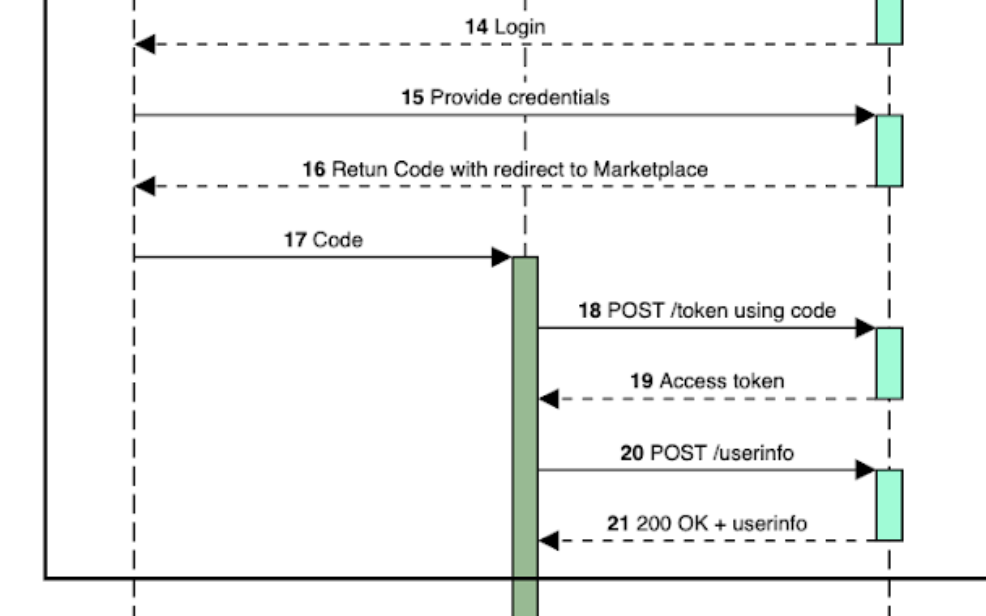 14 Login
15 Provide credentials
16 Retun Code with redirect to Marketplace
17 Code
18 POST /token using code
19 Access token
20 POST /userinfo
21 200 OK + userinfo